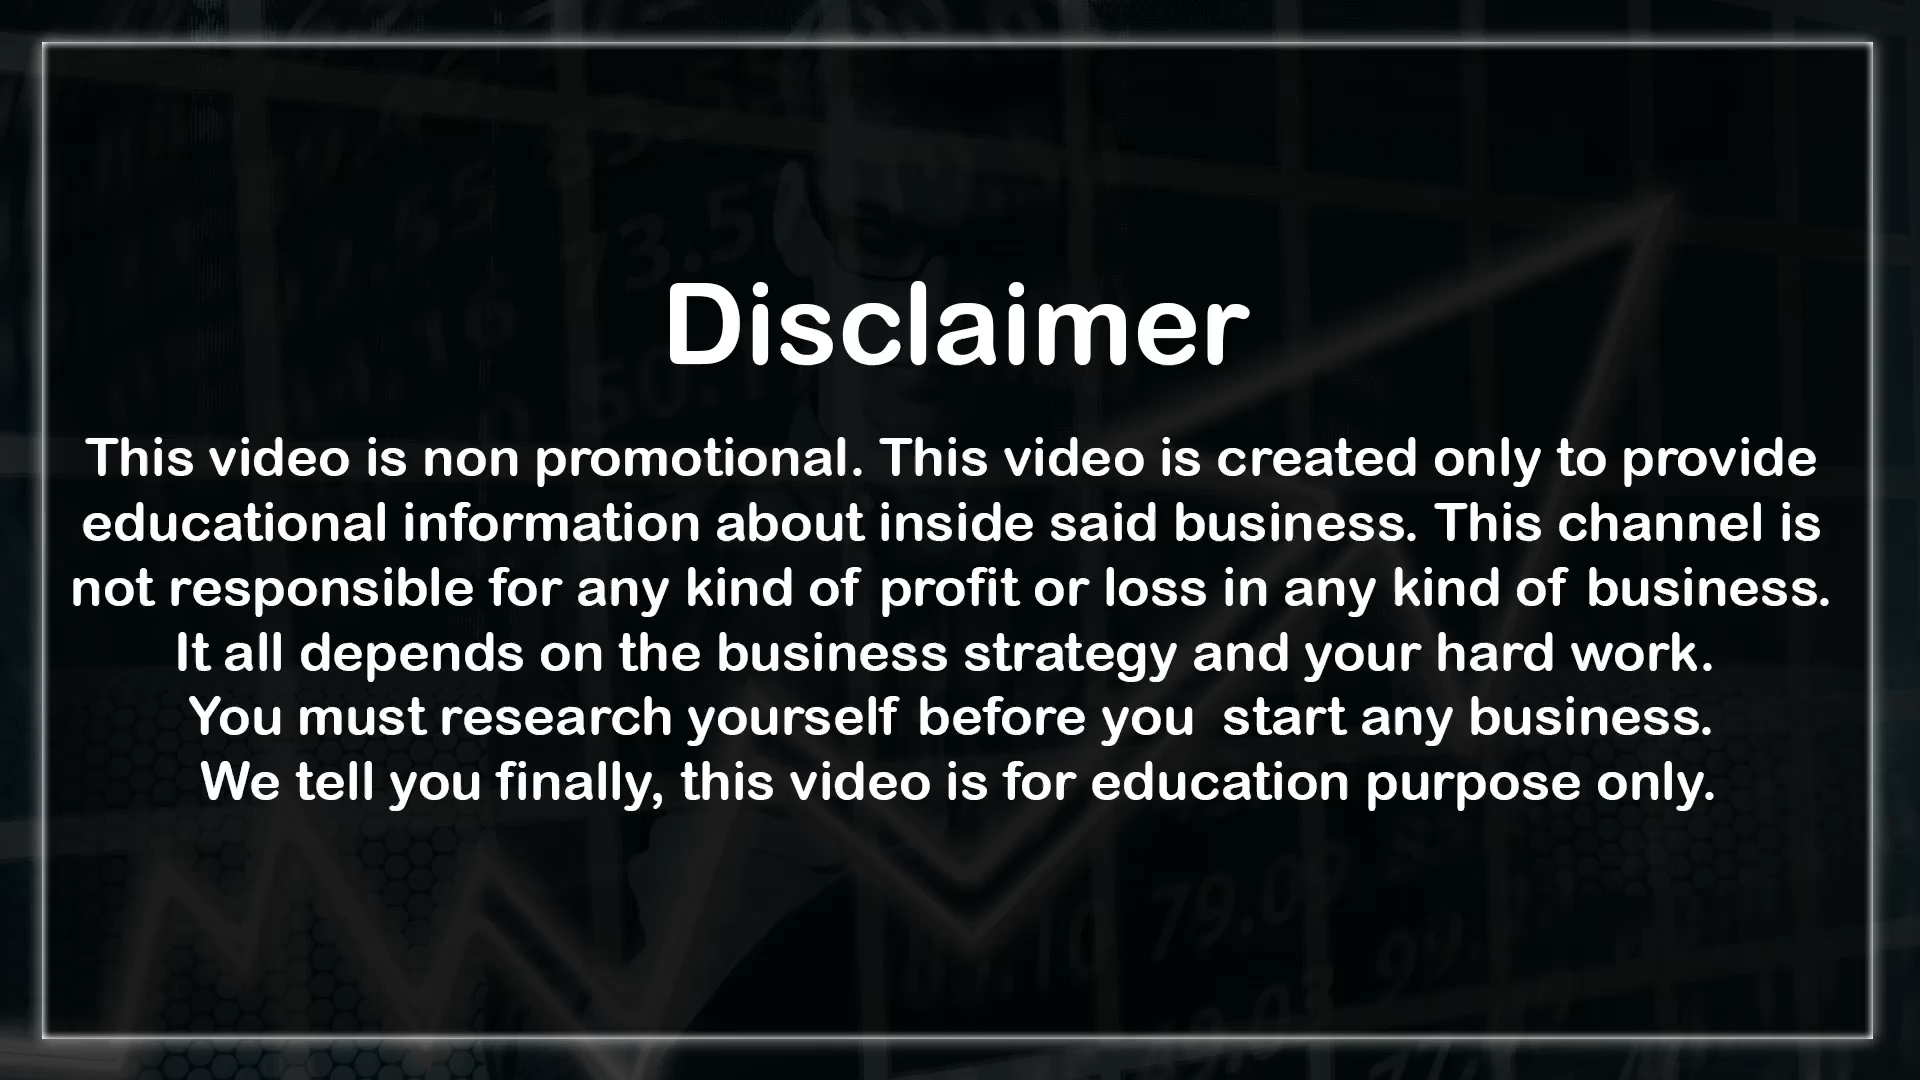 Disclaimer
This video is non promotional. This video is created only to provide
educational information about inside said business. This channel is
not responsible for any kind of profit or loss in any kind of business.
It all depends on the business strategy and your hard work.
You must research yourself before you  start any business.
We tell you finally, this video is for education purpose only.